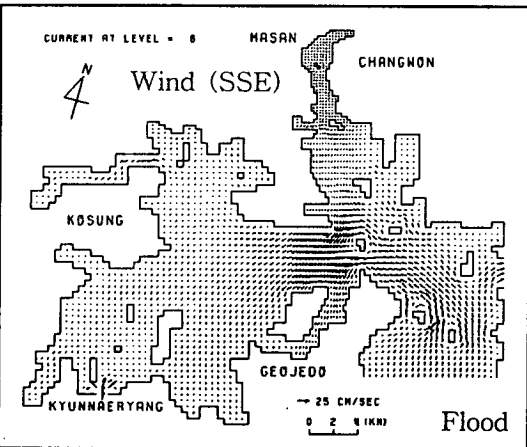 CURRENT AT LEVEL = 6
MASAN
CHANGWON
N
Wind (SSE)
KOSUNG
GEOJEDO
KYUNNAERYANG
→ 25 CM/SEC
0 2 4 (KM)
Flood